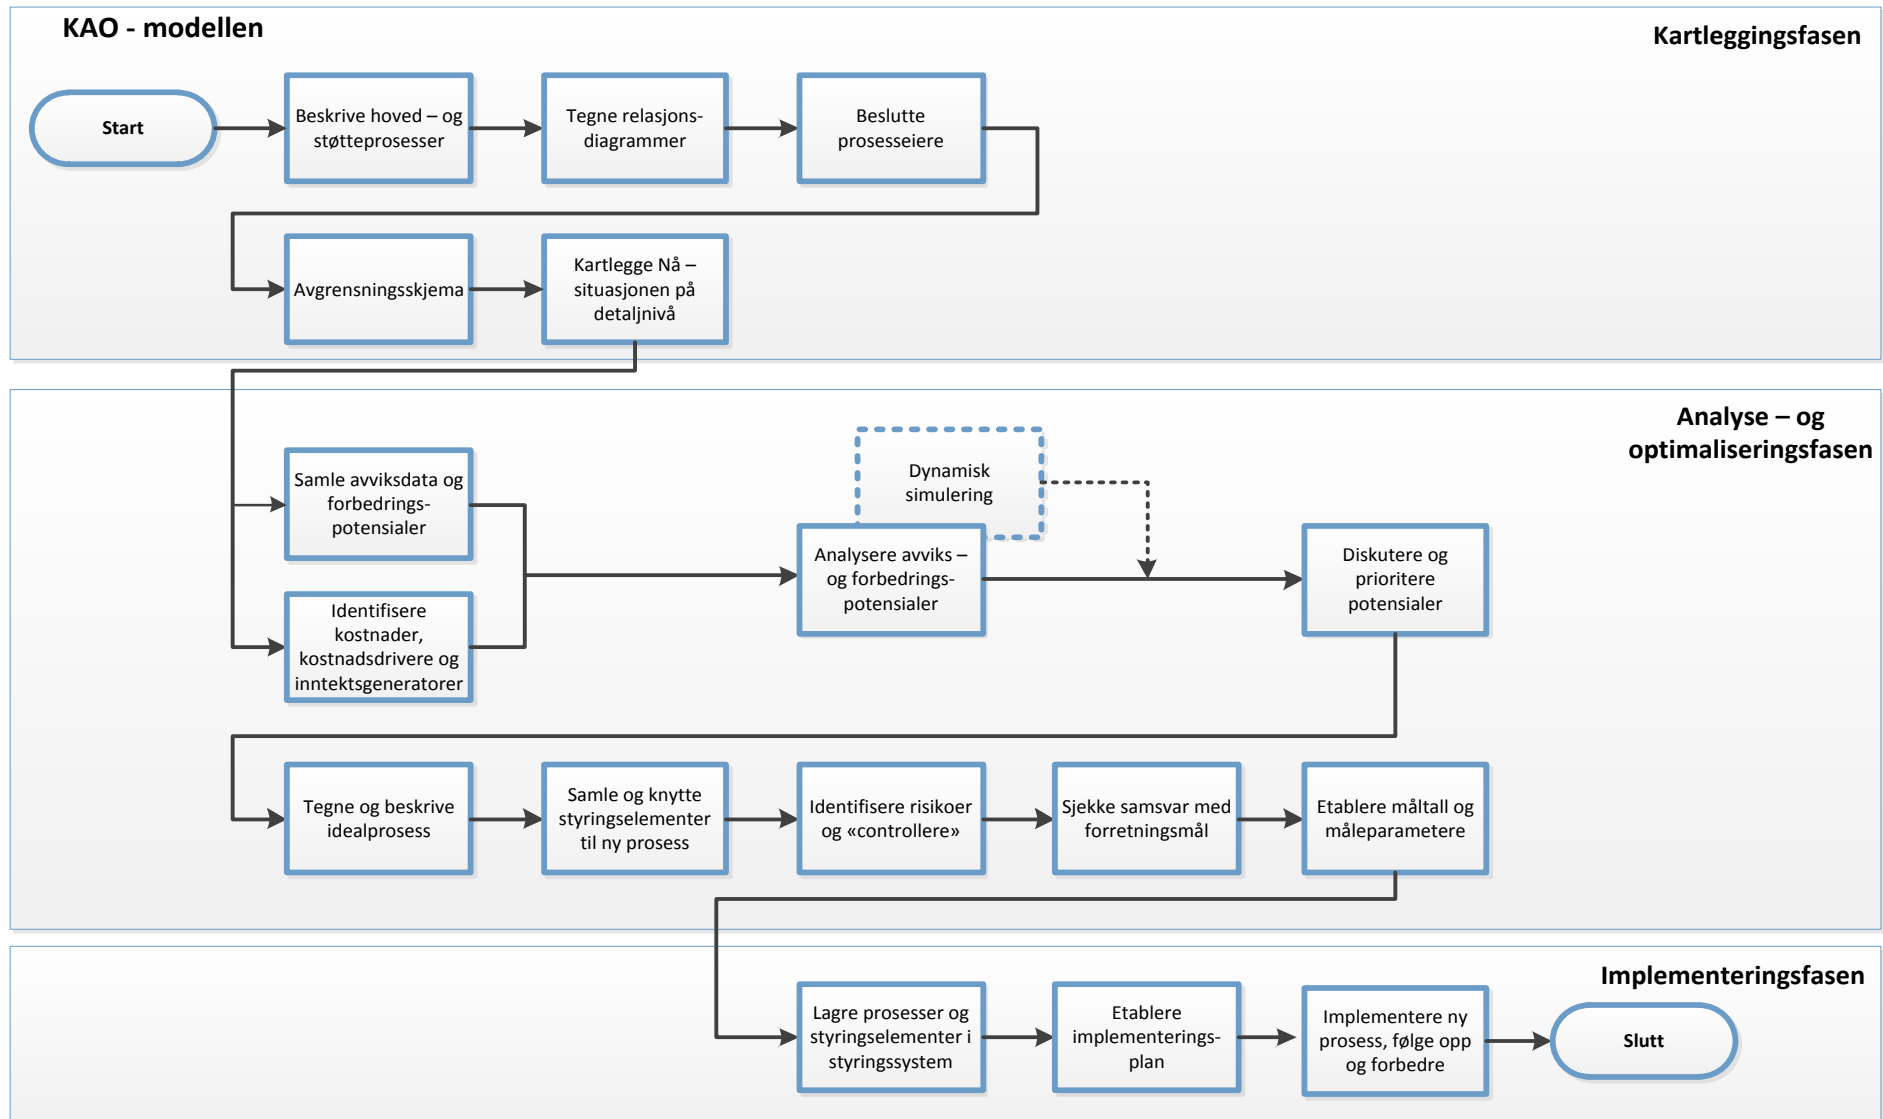 KAO - modellen
Kartleggingsfasen
Start
Beskrive hoved – og
støtteprosesser
Tegne relasjons-
diagrammer
Beslutte
prosesseiere
Avgrensningsskjema
Kartlegge Nå –
situasjonen på
detaljnivå
Analyse – og
optimaliseringsfasen
Samle avviksdata og
forbedrings-
potensialer
Identifisere
kostnader,
kostnadsdrivere og
inntektsgeneratorer
Dynamisk
simulering
Analysere avviks –
og forbedrings-
potensialer
Diskutere og
prioritere
potensialer
Tegne og beskrive
idealprosess
Samle og knytte
styringselementer
til ny prosess
Identifisere risikoer
og «controllere»
Sjekke samsvar med
forretningsmål
Etablere måltall og
måleparametere
Implementeringsfasen
Lagre prosesser og
styringselementer i
styringssystem
Etablere
implementerings-
plan
Implementere ny
prosess, følge opp
og forbedre
Slutt